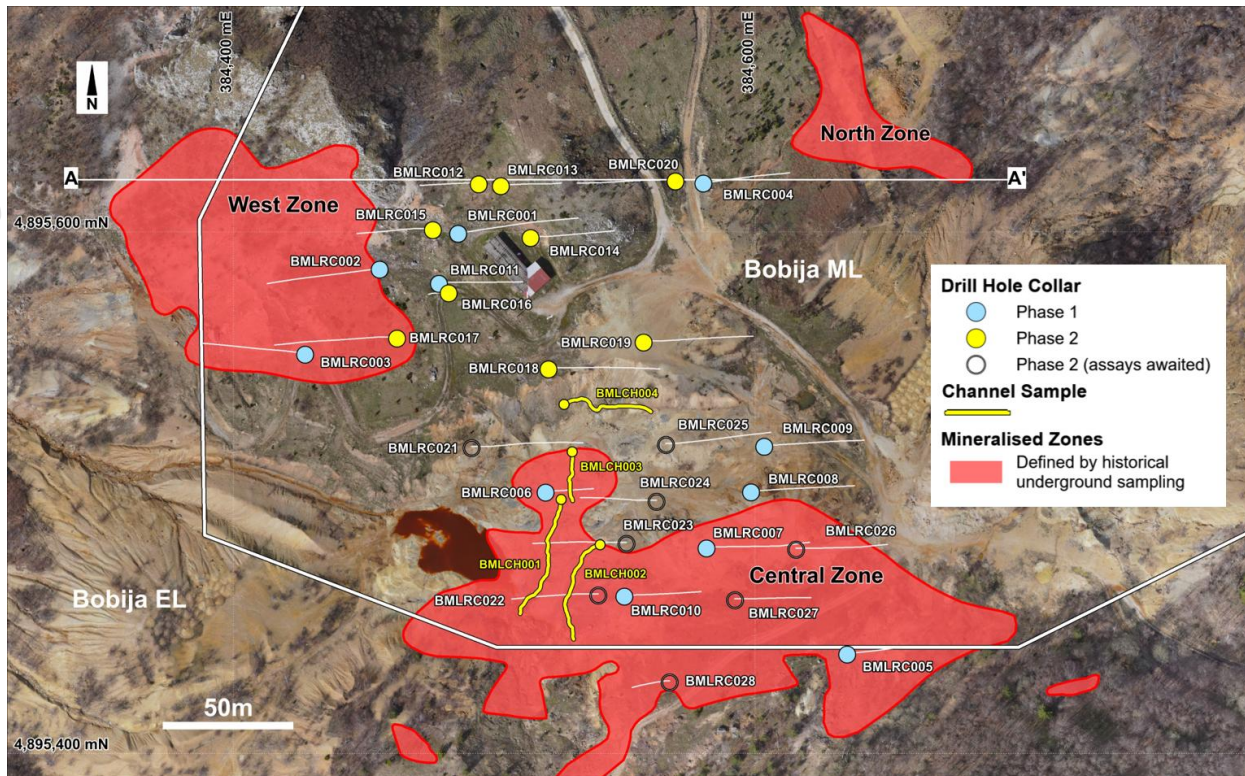 384,400 mE
384,600 mE
N
North Zone
BMLRC012
BMLRC013
BMLRC020
BMLRC004
A
A'
West Zone
BMLRC015
BMLRC001
4,895,600 mN
BMLRC014
BMLRC002
BMLRC011
Bobija ML
BMLRC016
BMLRC017
BMLRC019
BMLRC003
BMLRC018
BMLCH004
BMLRC025
BMLRC009
BMLRC021
BMLCH003
BMLRC006
BMLRC024
BMLRC008
BMLRC023
BMLRC007
BMLRC026
BMLCH001
BMLCH002
Central Zone
BMLRC022
BMLRC010
BMLRC027
Bobija EL
BMLRC005
BMLRC028
50m
4,895,400 mN
Drill Hole Collar
Phase 1
Phase 2
Phase 2 (assays awaited)
Channel Sample
Mineralised Zones
Defined by historical
underground sampling